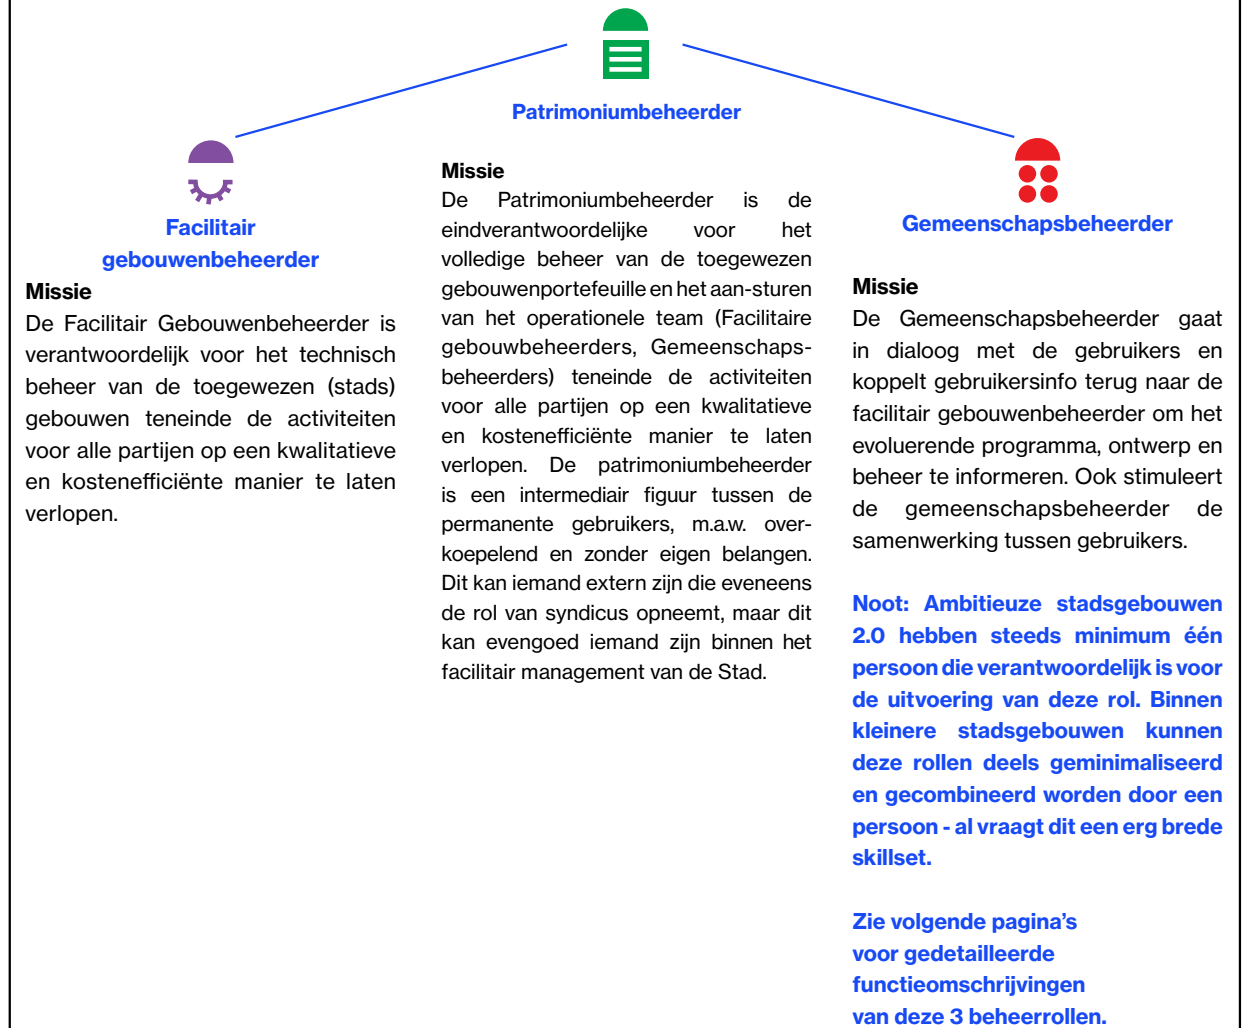 Patrimoniumbeheerder
Missie
De Patrimoniumbeheerder is de
eindverantwoordelijke voor het
volledige beheer van de toegewezen
gebouwenportefeuille en het aan-sturen
van het operationele team (Facilitaire
gebouwbeheerders, Gemeenschaps-
beheerders) teneinde de activiteiten
voor alle partijen op een kwalitatieve
en kostenefficiënte manier te laten
verlopen. De patrimoniumbeheerder
is een intermediair figuur tussen de
permanente gebruikers, m.a.w. over-
koepelend en zonder eigen belangen.
Dit kan iemand extern zijn die eveneens
de rol van syndicus opneemt, maar dit
kan evengoed iemand zijn binnen het
facilitair management van de Stad.
Facilitair
gebouwenbeheerder
Missie
De Facilitair Gebouwenbeheerder is
verantwoordelijk voor het technisch
beheer van de toegewezen (stads)
gebouwen teneinde de activiteiten
voor alle partijen op een kwalitatieve
en kostenefficiënte manier te laten
verlopen.
Gemeenschapsbeheerder
Missie
De Gemeenschapsbeheerder gaat
in dialoog met de gebruikers en
koppelt gebruikersinfo terug naar de
facilitair gebouwenbeheerder om het
evoluerende programma, ontwerp en
beheer te informeren. Ook stimuleert
de gemeenschapsbeheerder de
samenwerking tussen gebruikers.
Noot: Ambitieuze stadsgebouwen
2.0 hebben steeds minimum één
persoon die verantwoordelijk is voor
de uitvoering van deze rol. Binnen
kleinere stadsgebouwen kunnen
deze rollen deels geminimaliseerd
en gecombineerd worden door een
persoon - al vraagt dit een erg brede
skillset.
Zie volgende pagina's
voor gedetailleerde
functieomschrijvingen
van deze 3 beheerrollen.